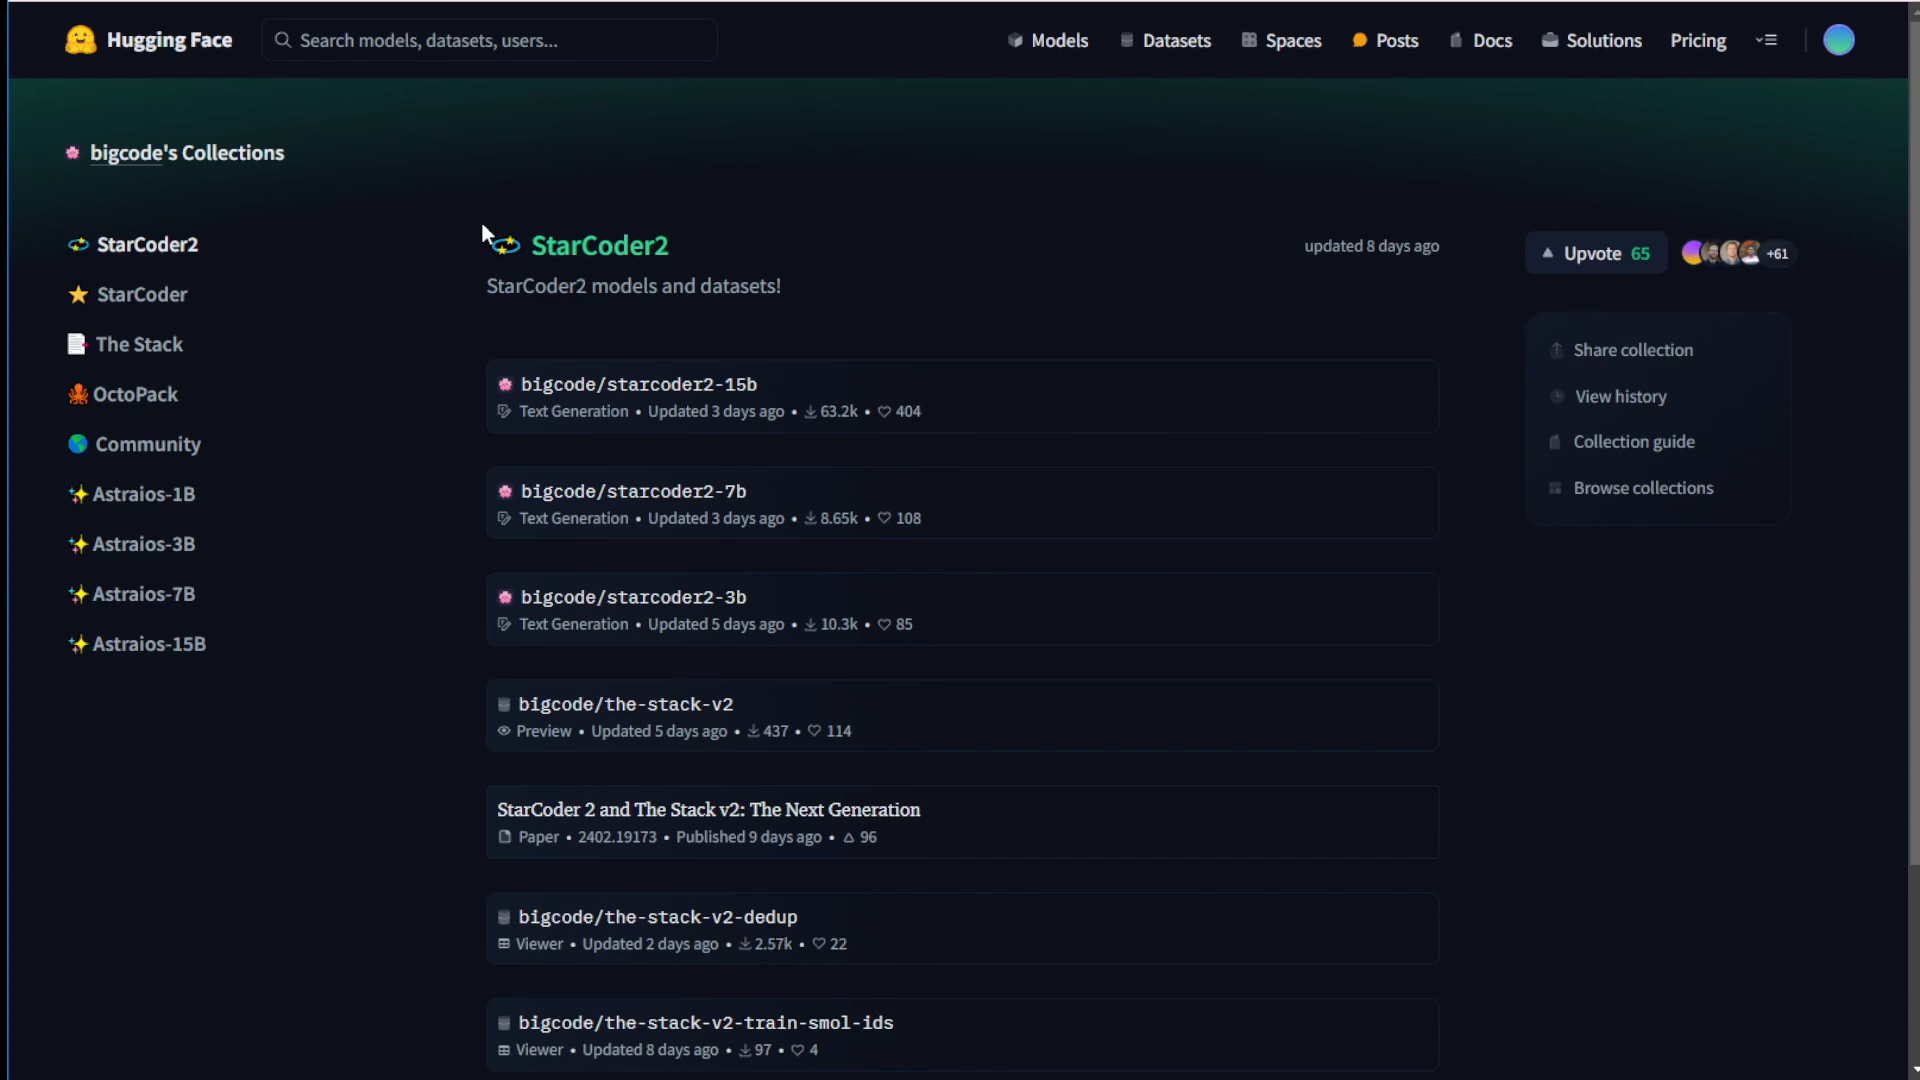 Hugging Face
Search models, datasets, users...
Models
Datasets
Spaces
Posts
Docs
Solutions
Pricing
bigcode's Collections
StarCoder2
StarCoder
The Stack
OctoPack
Community
Astraios-1B
Astraios-3B
Astraios-7B
Astraios-15B
StarCoder2
updated 8 days ago
StarCoder2 models and datasets!
bigcode/starcoder2-15b
Text Generation • Updated 3 days ago • 63.2k • 404
bigcode/starcoder2-7b
Text Generation • Updated 3 days ago • 8.65k • 108
bigcode/starcoder2-3b
Text Generation • Updated 5 days ago • 10.3k • 85
bigcode/the-stack-v2
Preview • Updated 5 days ago • 437 • 114
StarCoder 2 and The Stack v2: The Next Generation
Paper • 2402.19173 • Published 9 days ago • 96
bigcode/the-stack-v2-dedup
Viewer • Updated 2 days ago • 2.57k • 22
bigcode/the-stack-v2-train-smol-ids
Viewer • Updated 8 days ago • 97 • 4
Upvote 65
+61
Share collection
View history
Collection guide
Browse collections